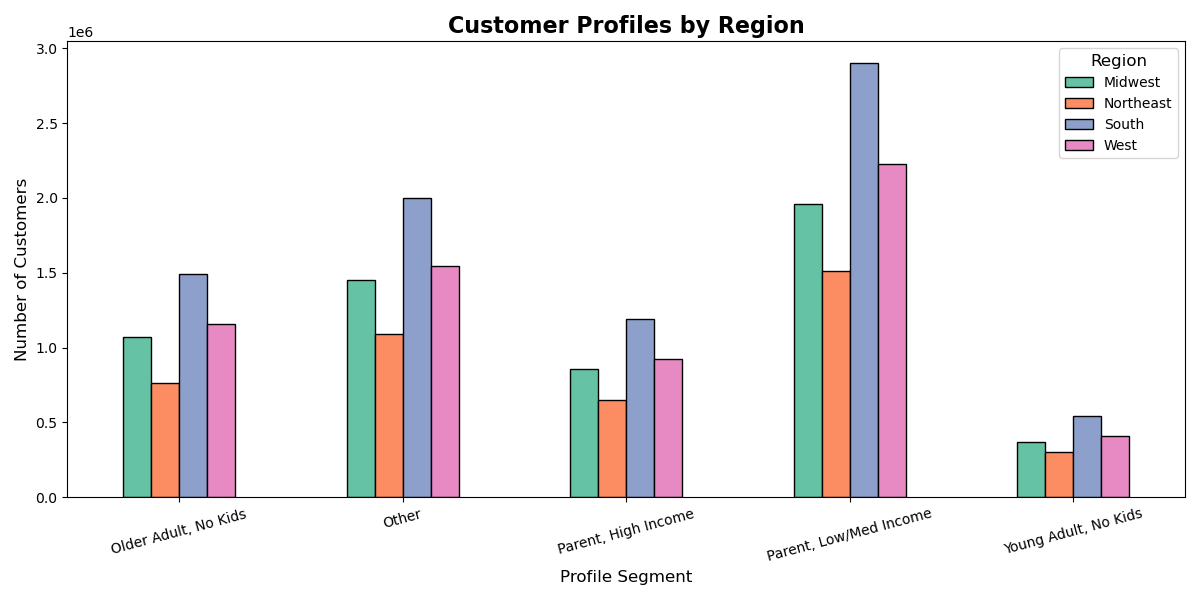 Customer Profiles by Region
1e6
3.0
2.5
2.0
1.5
1.0
0.5
0.0
Number of Customers
Region
Midwest
Northeast
South
West
Older Adult, No Kids
Other
Parent, High Income
Parent, Low/Med Income
Young Adult, No Kids
Profile Segment